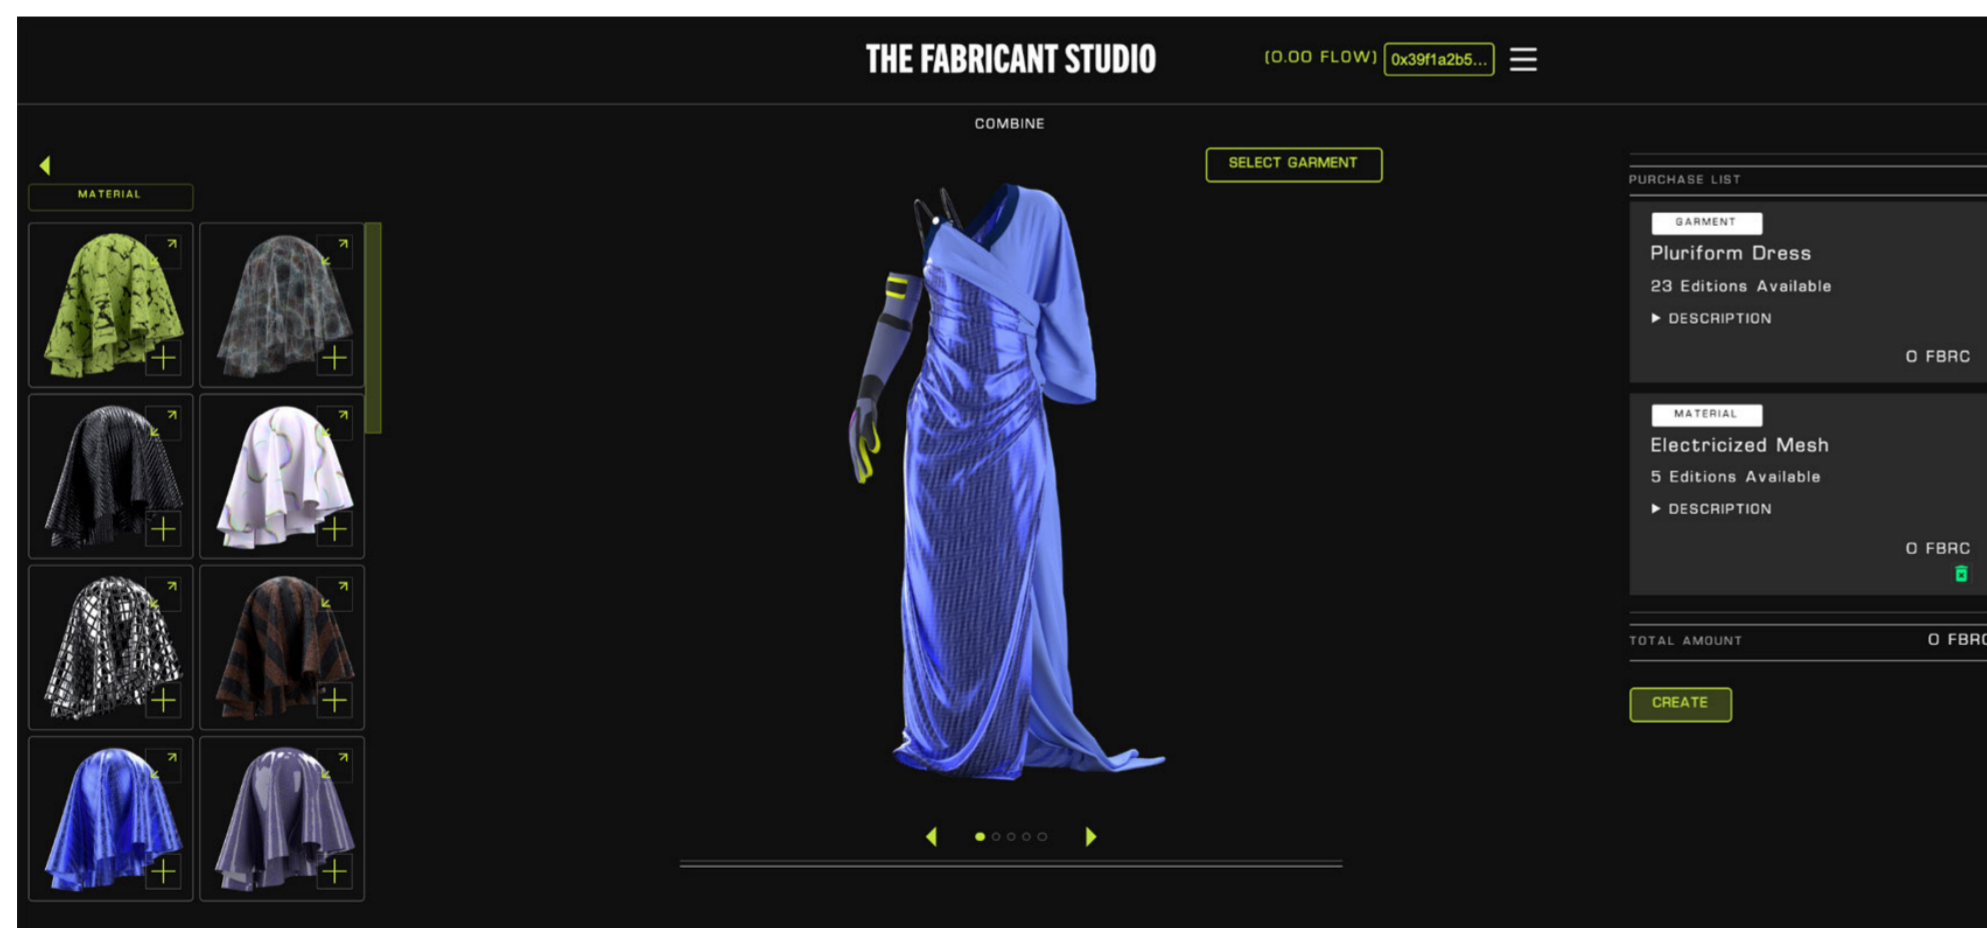 THE FABRICANT STUDIO
(0.00 FLOW) 0x39f1a2b5...
COMBINE
SELECT GARMENT
MATERIAL
PURCHASE LIST
GARMENT
Pluriform Dress
23 Editions Available
DESCRIPTION
0 FBRC
MATERIAL
Electricized Mesh
5 Editions Available
DESCRIPTION
0 FBRC
TOTAL AMOUNT 0 FBRC
CREATE